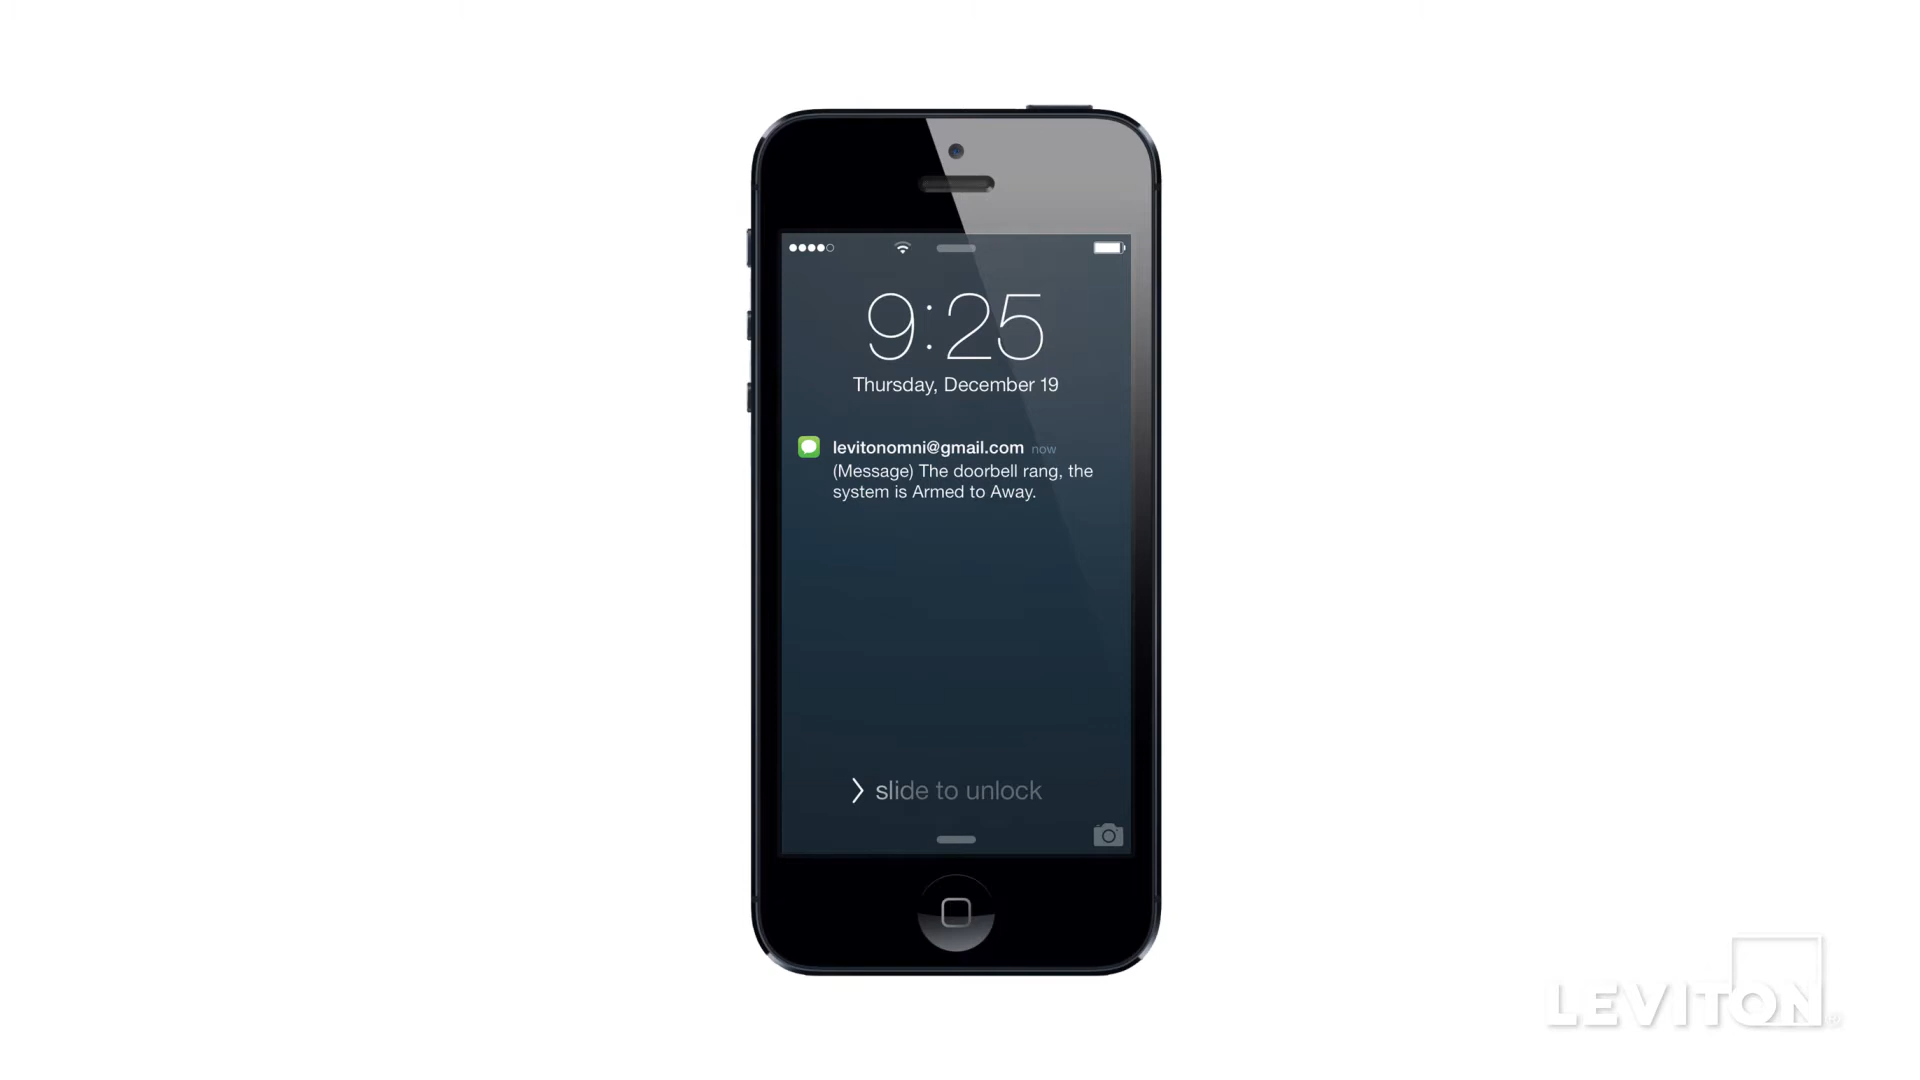 9:25
Thursday, December 19
levitonomni@gmail.com now
(Message) The doorbell rang, the
system is Armed to Away.
slide to unlock
LEVITON®